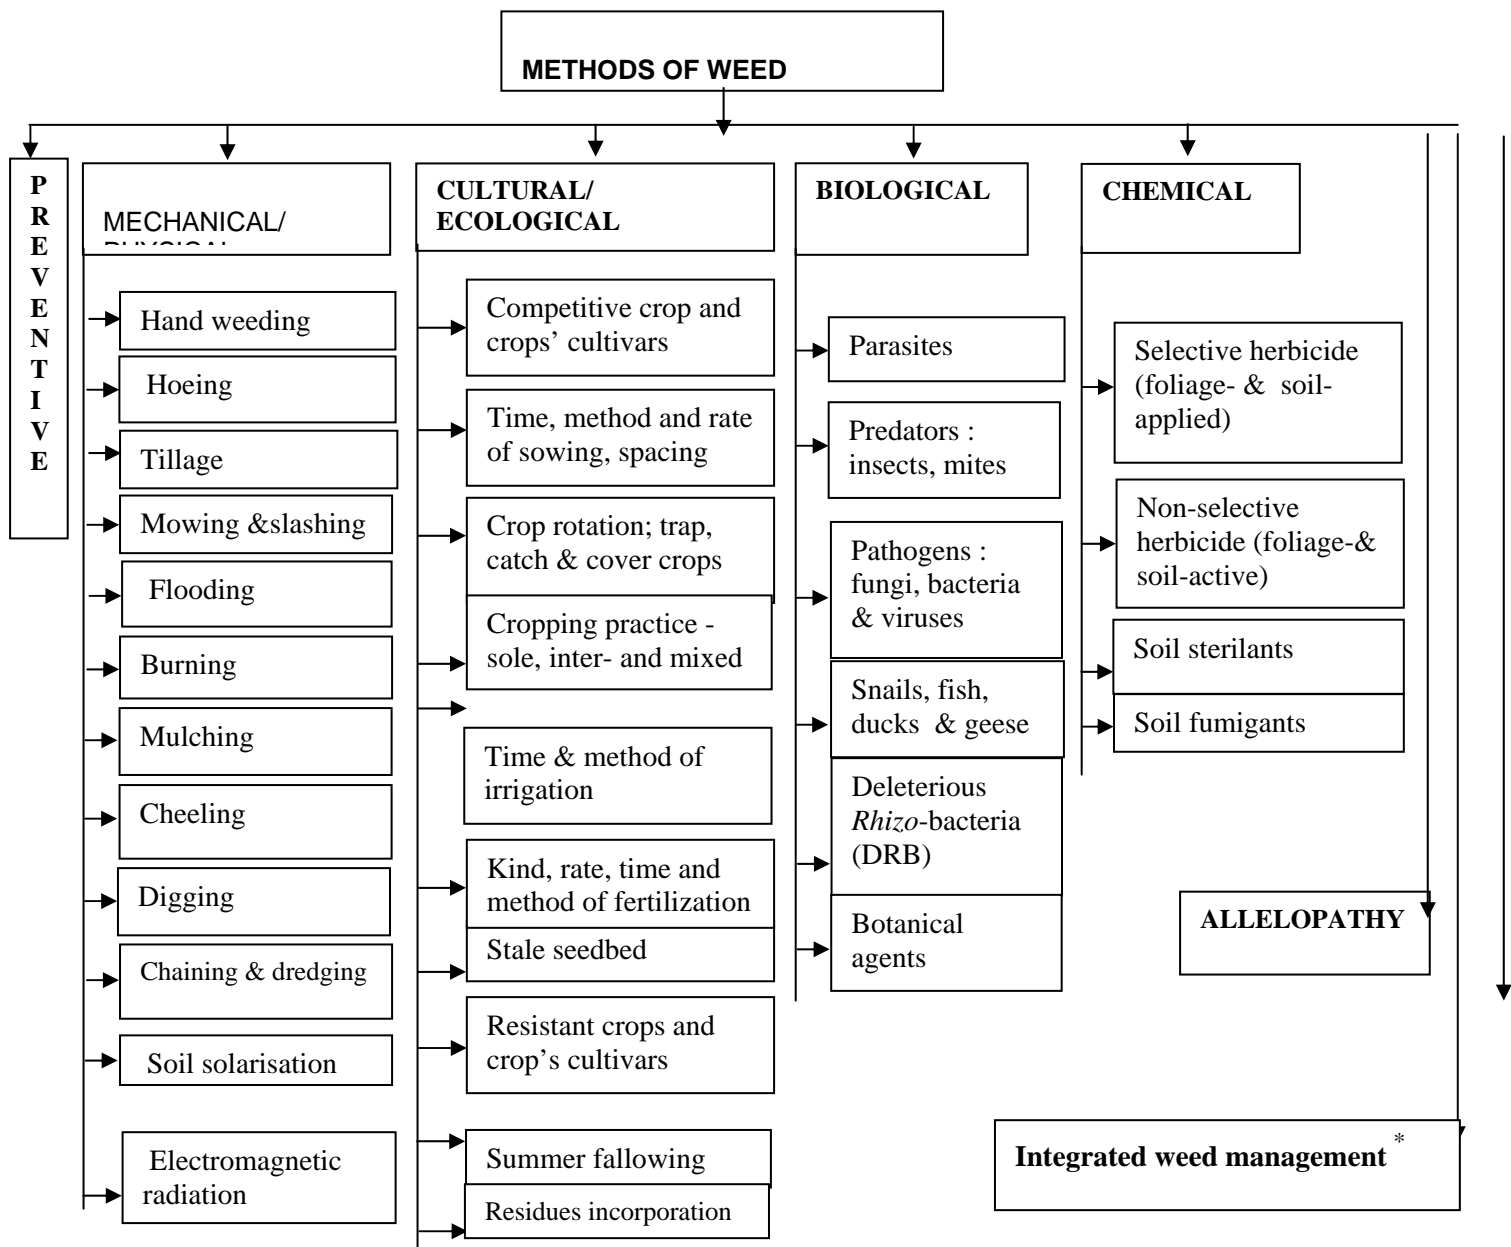 METHODS OF WEED
P
R
E
V
E
N
T
I
V
E
MECHANICAL/
Hand weeding
Hoeing
Tillage
Mowing &slashing
Flooding
Burning
Mulching
Cheeling
Digging
Chaining & dredging
Soil solarisation
Electromagnetic
radiation
CULTURAL/
ECOLOGICAL
Competitive crop and
crops’ cultivars
Time, method and rate
of sowing, spacing
Crop rotation; trap,
catch & cover crops
Cropping practice -
sole, inter- and mixed
Time & method of
irrigation
Kind, rate, time and
method of fertilization
Stale seedbed
Resistant crops and
crop’s cultivars
Summer fallowing
Residues incorporation
BIOLOGICAL
Parasites
Predators :
insects, mites
Pathogens :
fungi, bacteria
& viruses
Snails, fish,
ducks & geese
Deleterious
Rhizo-bacteria
(DRB)
Botanical
agents
CHEMICAL
Selective herbicide
(foliage- & soil-
applied)
Non-selective
herbicide (foliage-&
soil-active)
Soil sterilants
Soil fumigants
ALLELOPATHY
Integrated weed management *